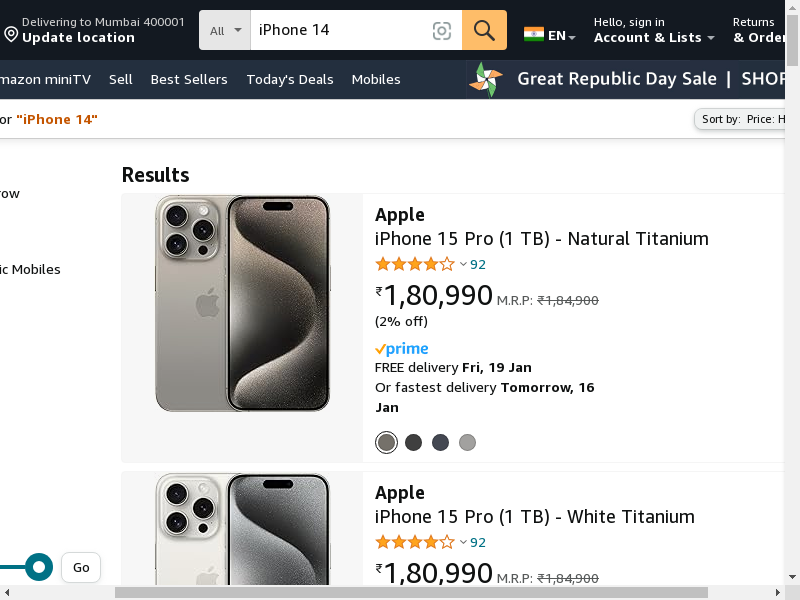 Delivering to Mumbai 400001
Update location
All
iPhone 14
EN
Hello, sign in
Account & Lists
Returns
& Order
mazon miniTV
Sell
Best Sellers
Today's Deals
Mobiles
Great Republic Day Sale | SHOP
or "iPhone 14"
Sort by: Price: H
Results
row
ic Mobiles
Apple
iPhone 15 Pro (1 TB) - Natural Titanium
92
₹1,80,990 M.R.P: ₹1,84,900
(2% off)
prime
FREE delivery Fri, 19 Jan
Or fastest delivery Tomorrow, 16
Jan
Apple
iPhone 15 Pro (1 TB) - White Titanium
92
₹1,80,990 M.R.P: ₹1,84,900
Go